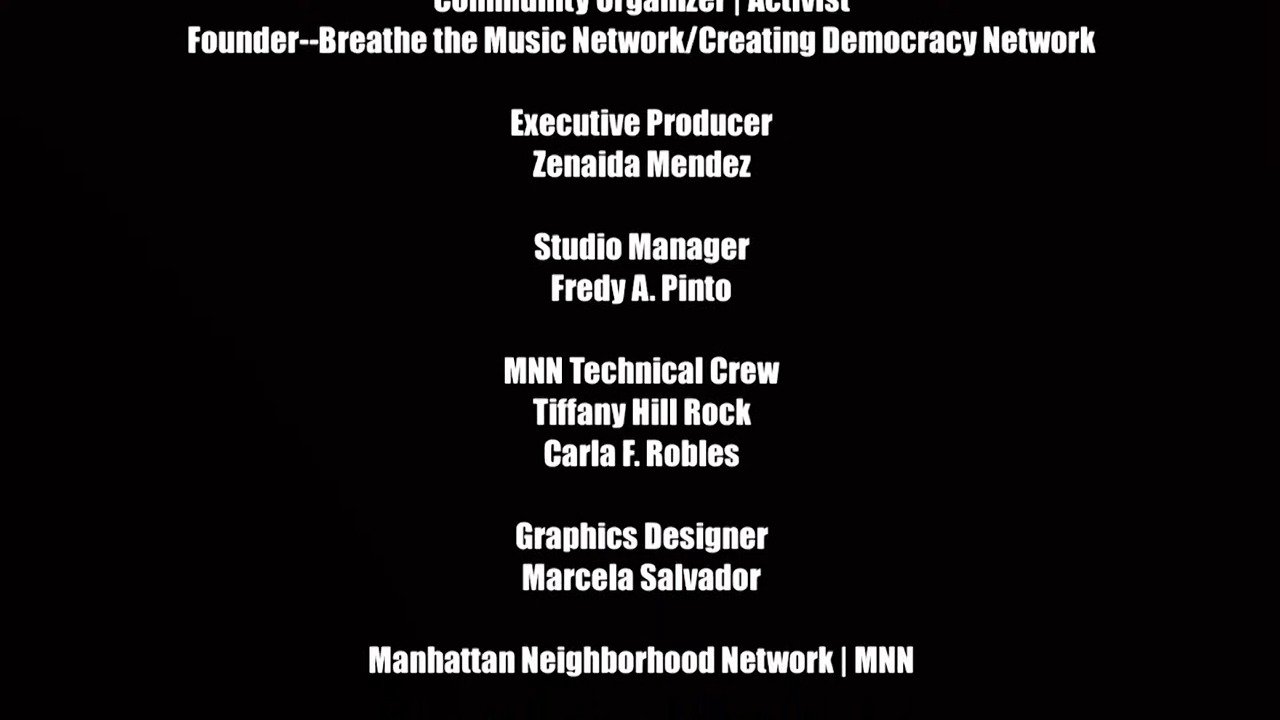 Community Organizer | Activist
Founder--Breathe the Music Network/Creating Democracy Network
Executive Producer
Zenaida Mendez
Studio Manager
Fredy A. Pinto
MNN Technical Crew
Tiffany Hill Rock
Carla F. Robles
Graphics Designer
Marcela Salvador
Manhattan Neighborhood Network | MNN